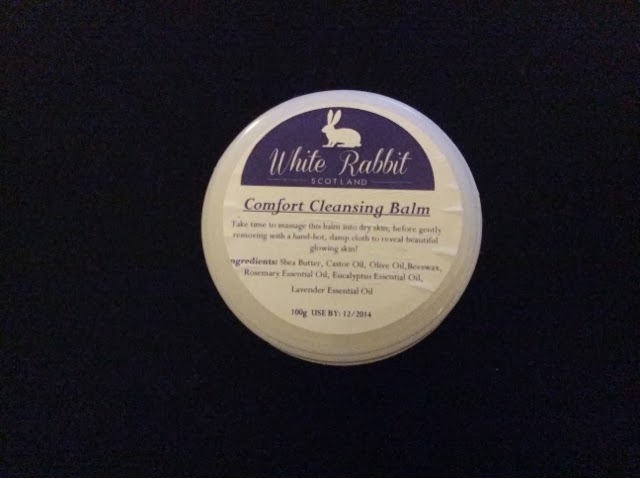 White Rabbit
SCOTLAND
Comfort Cleansing Balm
Take time to massage this balm into dry skin, before gently
removing with a hand-hot, damp cloth to reveal beautiful
glowing skin!
ngredients: Shea Butter, Castor Oil, Olive Oil,Beeswax,
Rosemary Essential Oil, Eucalyptus Essential Oil,
Lavender Essential Oil
100g USE BY: 12/2014